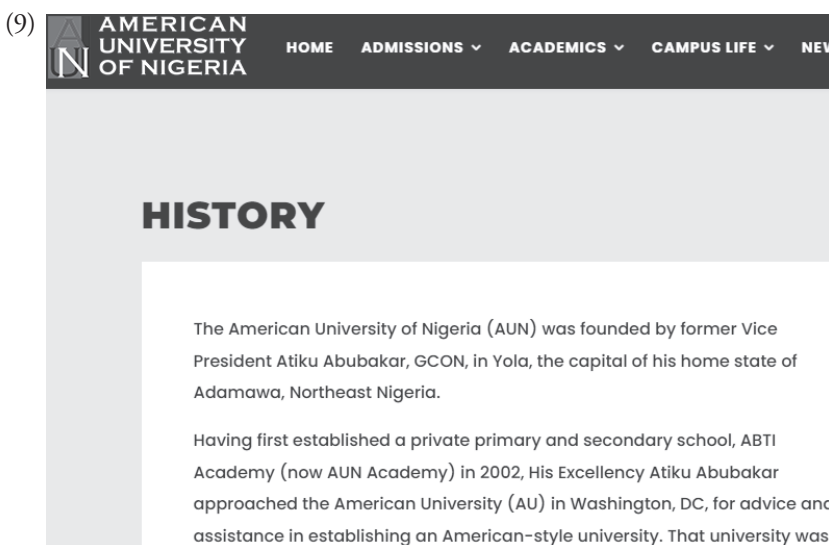 (9)
AMERICAN
UNIVERSITY
OF NIGERIA
AUN
HOME ADMISSIONS ACADEMICS CAMPUS LIFE
HISTORY
The American University of Nigeria (AUN) was founded by former Vice
President Atiku Abubakar, GCON, in Yola, the capital of his home state of
Adamawa, Northeast Nigeria.
Having first established a private primary and secondary school, ABTI
Academy (now AUN Academy) in 2002, His Excellency Atiku Abubakar
approached the American University (AU) in Washington, DC, for advice and
assistance in establishing an American-style university. That university was